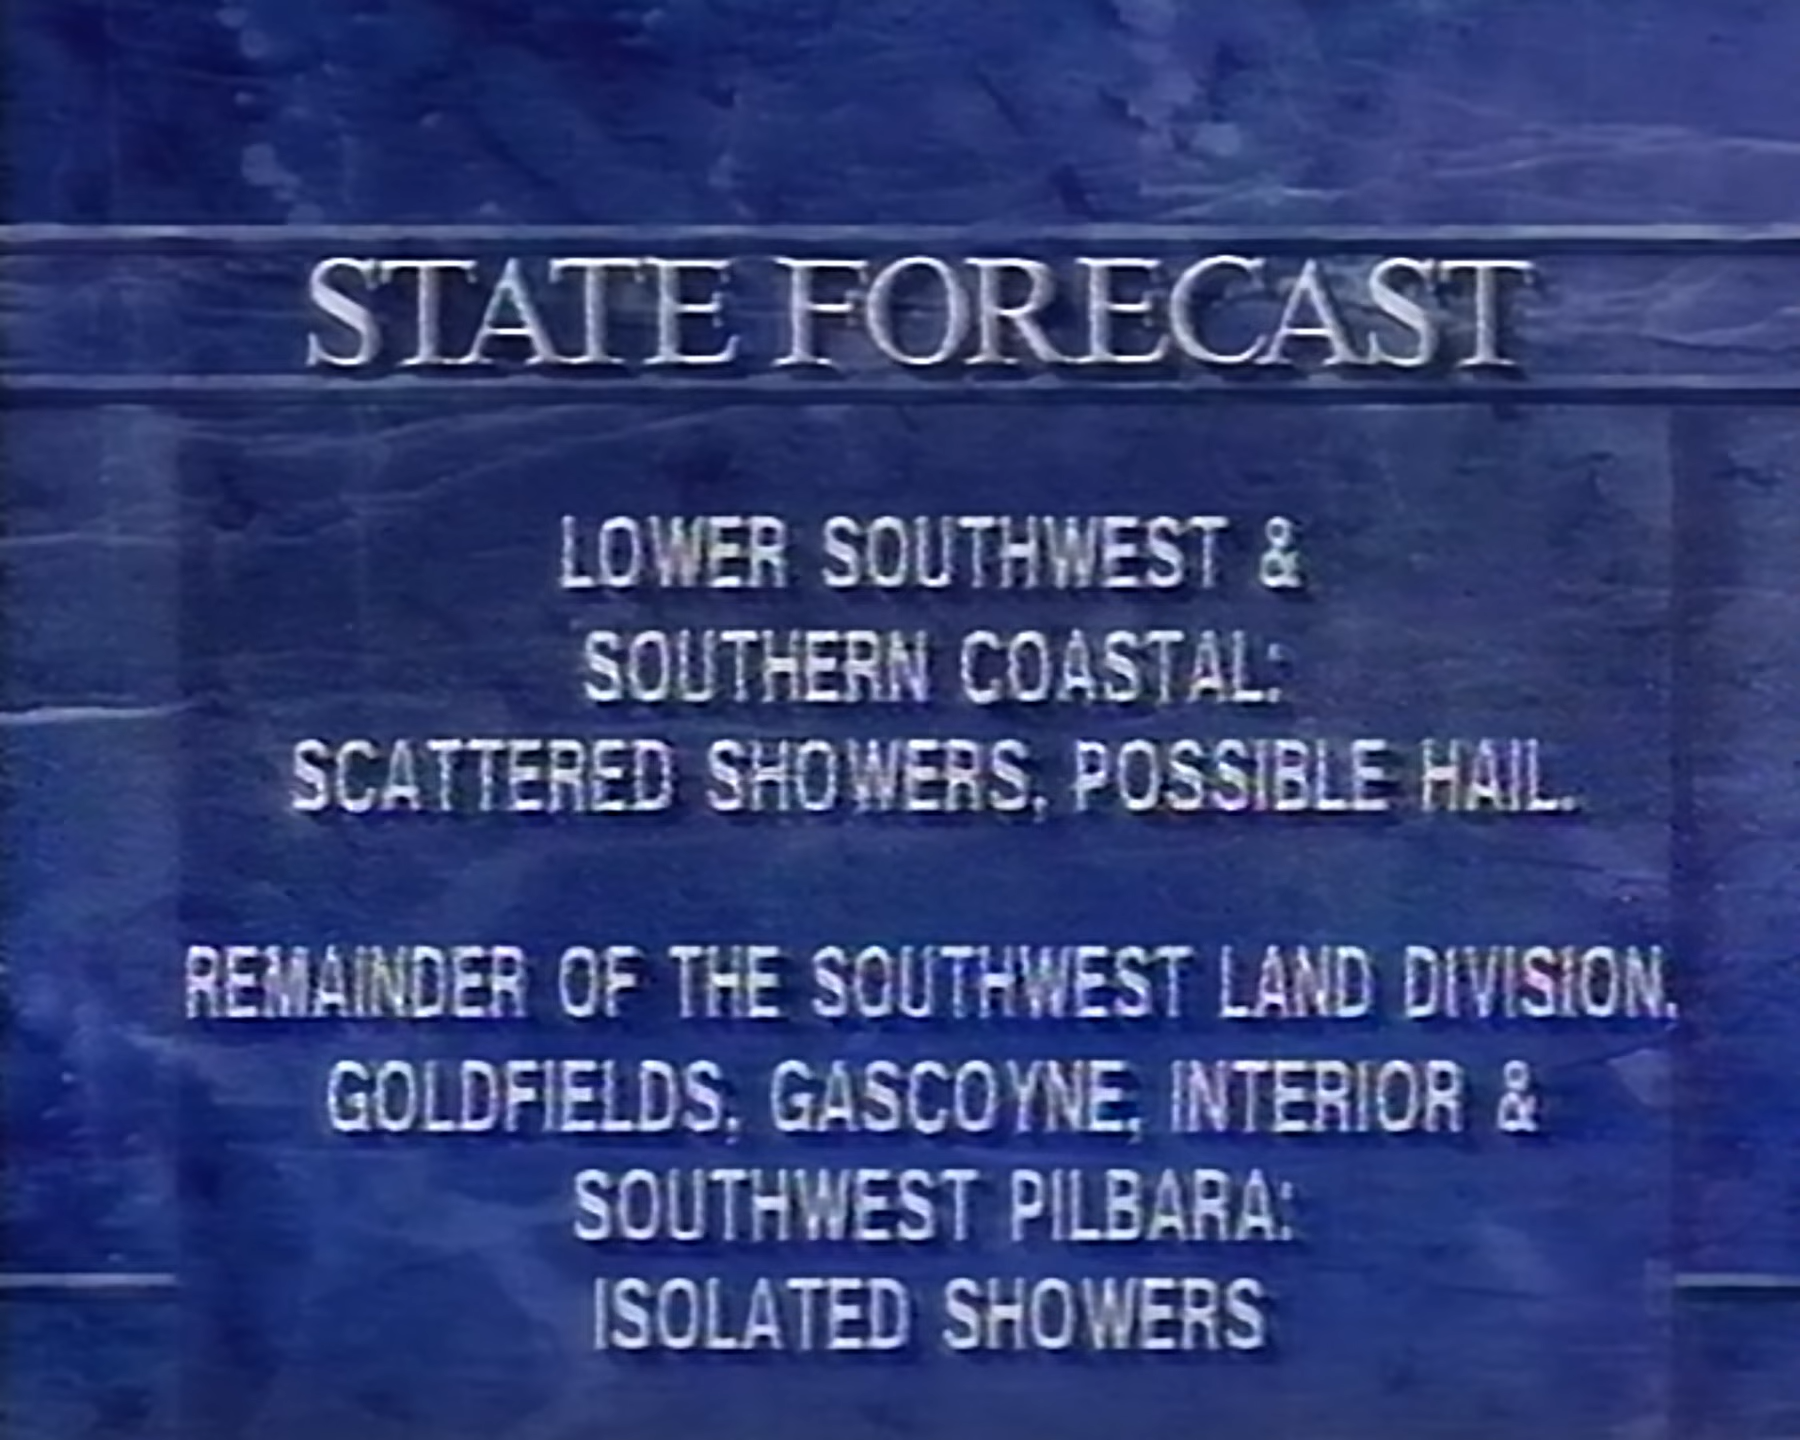 STATE FORECAST
LOWER SOUTHWEST &
SOUTHERN COASTAL:
SCATTERED SHOWERS, POSSIBLE HAIL.
REMAINDER OF THE SOUTHWEST LAND DIVISION,
GOLDFIELDS, GASCOYNE, INTERIOR &
SOUTHWEST PILBARA:
ISOLATED SHOWERS